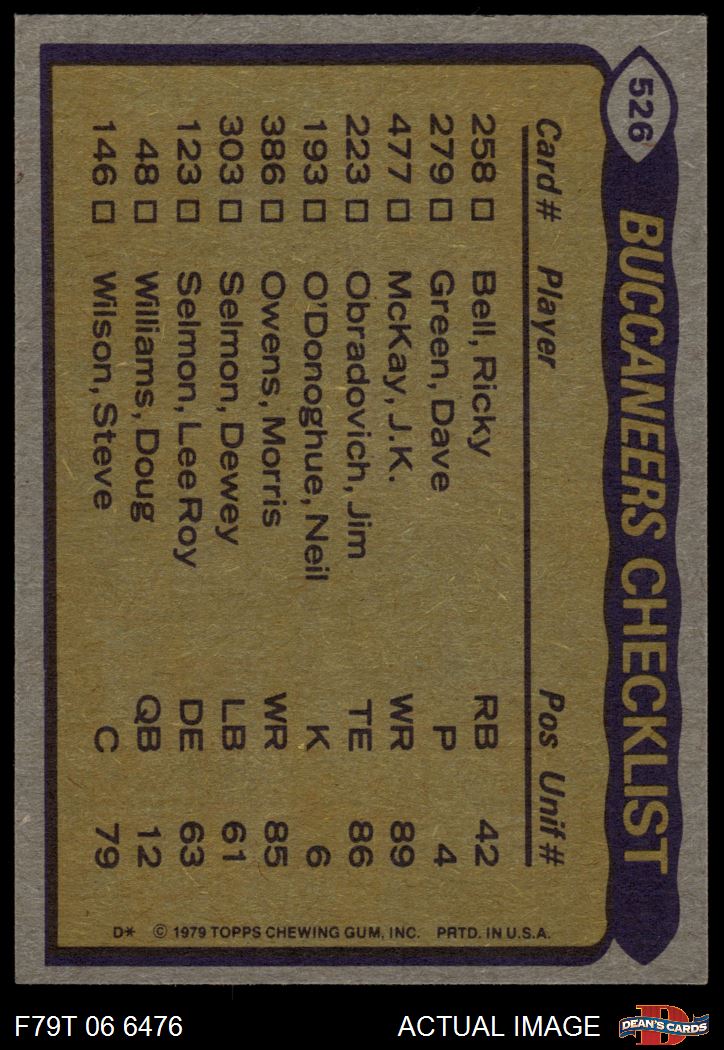 526
BUCCANEERS CHECKLIST
Card# Player Pos Unif#
258 Bell, Ricky RB 42
279 Green, Dave P 4
477 McKay, J.K. WR 89
223 Obradovich, Jim TE 86
193 O'Donoghue, Neil K 6
386 Owens, Morris WR 85
303 Selmon, Dewey LB 61
123 Selmon, Lee Roy DE 63
48 Williams, Doug QB 12
146 Wilson, Steve C 79
D* © 1979 TOPPS CHEWING GUM, INC. PRTD. IN U.S.A.
F79T 06 6476 ACTUAL IMAGE DEAN'S CARDS